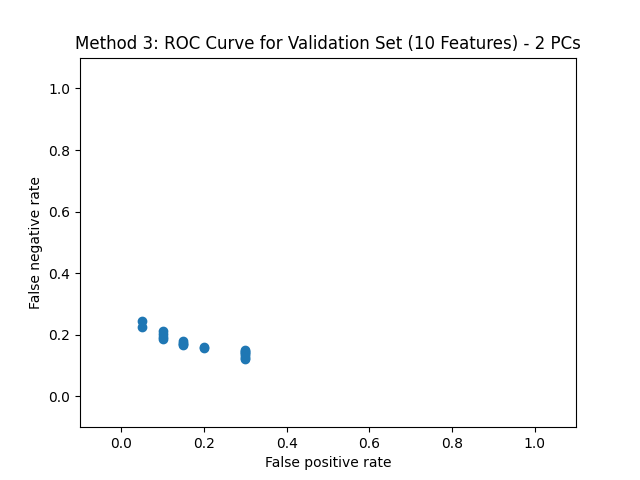 Method 3: ROC Curve for Validation Set (10 Features) - 2 PCs
1.0
0.8
0.6
0.4
0.2
0.0
False negative rate
0.0 0.2 0.4 0.6 0.8 1.0
False positive rate